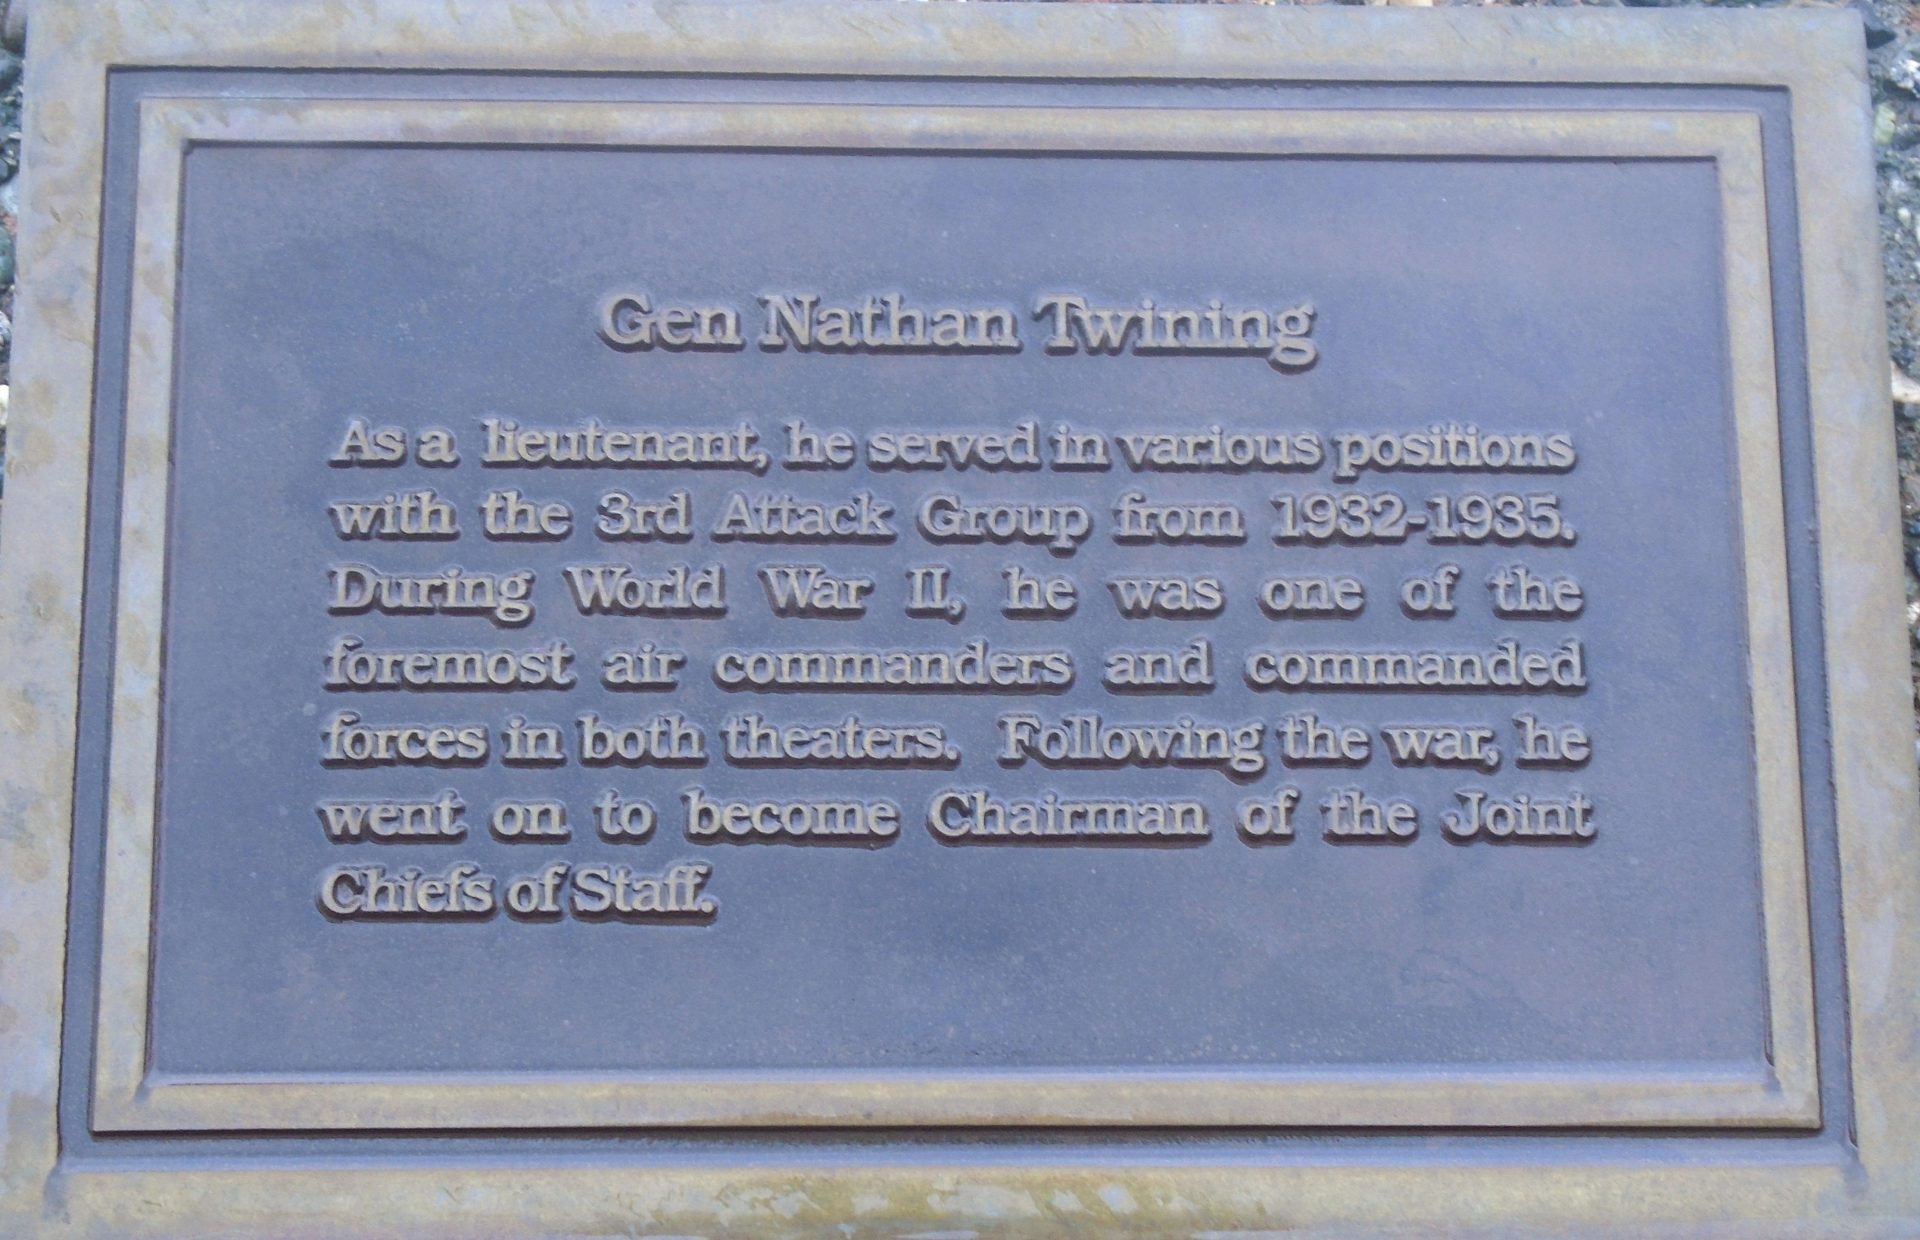 Gen Nathan Twining
As a lieutenant, he served in various positions
with the 3rd Attack Group from 1932-1935.
During World War II, he was one of the
foremost air commanders and commanded
forces in both theaters. Following the war, he
went on to become Chairman of the Joint
Chiefs of Staff.